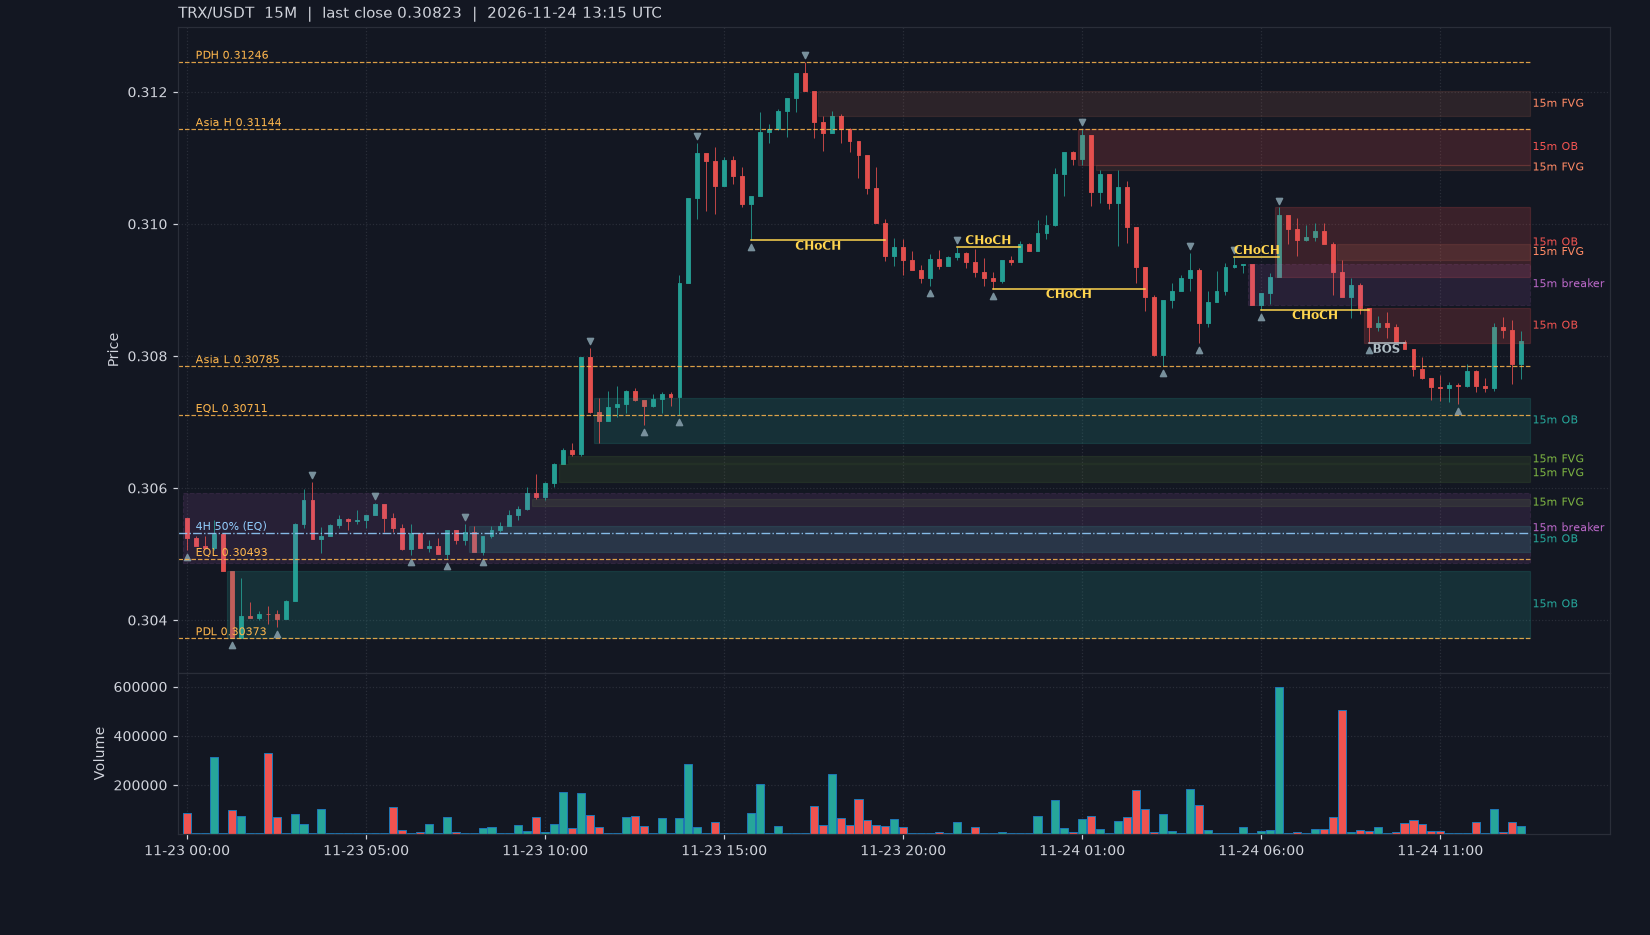 TRX/USDT  15M  |  last close 0.30823  |  2026-11-24 13:15 UTC
PDH 0.31246
0.312
15m FVG
Asia H 0.31144
15m OB
15m FVG
0.310
CHoCH
CHoCH
CHoCH
15m OB
15m FVG
15m breaker
CHoCH
CHoCH
15m OB
BOS
Price
0.308
Asia L 0.30785
EQL 0.30711
15m OB
15m FVG
15m FVG
0.306
15m FVG
4H 50% (EQ)
15m breaker
15m OB
EQL 0.30493
15m OB
0.304
PDL 0.30373
600000
400000
200000
Volume
11-23 00:00
11-23 05:00
11-23 10:00
11-23 15:00
11-23 20:00
11-24 01:00
11-24 06:00
11-24 11:00